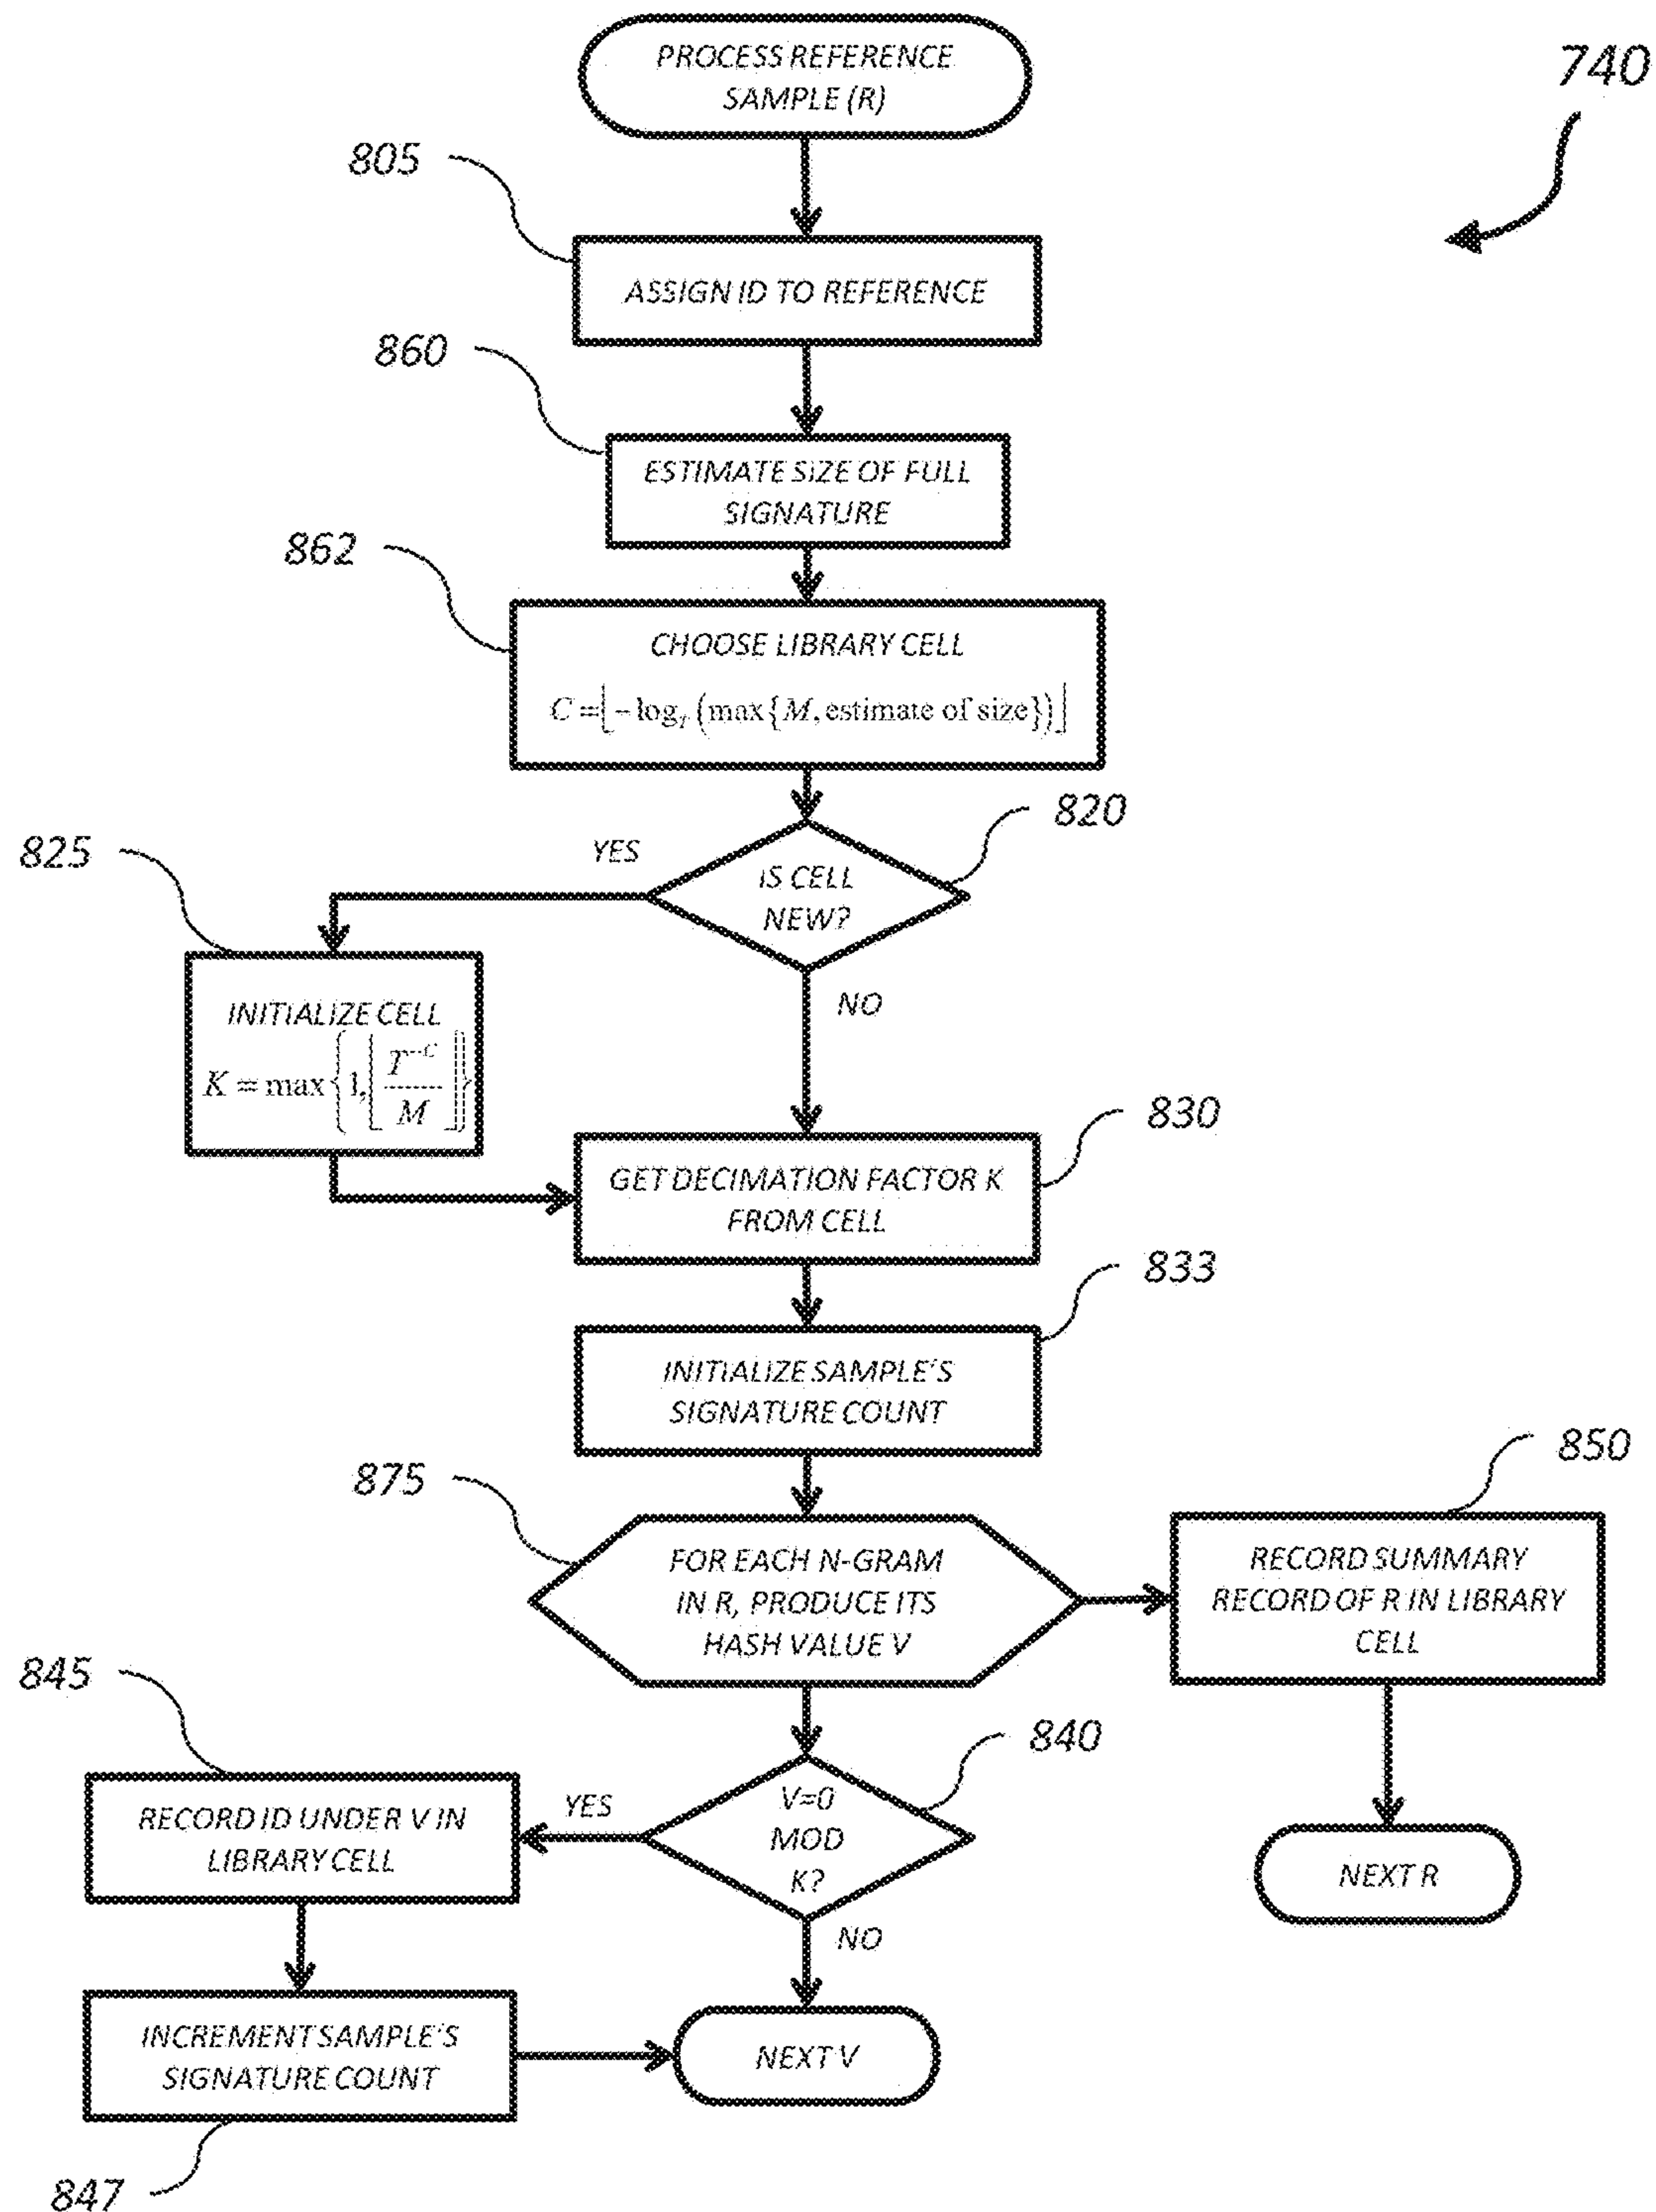 PROCESS REFERENCE
SAMPLE (R)
740
805
ASSIGN ID TO REFERENCE
860
ESTIMATE SIZE OF FULL
SIGNATURE
862
CHOOSE LIBRARY CELL
C = ⌊−log_T (max{M, estimate of size})⌋
820
YES
825
IS CELL
NEW?
NO
INITIALIZE CELL
K = max{1, ⌊T^−C / M⌋}
830
GET DECIMATION FACTOR K
FROM CELL
833
INITIALIZE SAMPLE'S
SIGNATURE COUNT
850
875
FOR EACH N-GRAM
IN R, PRODUCE ITS
HASH VALUE V
RECORD SUMMARY
RECORD OF R IN LIBRARY
CELL
845
840
RECORD ID UNDER V IN
LIBRARY CELL
YES
V=0
MOD
K?
NEXT R
NO
INCREMENT SAMPLE'S
SIGNATURE COUNT
NEXT V
847